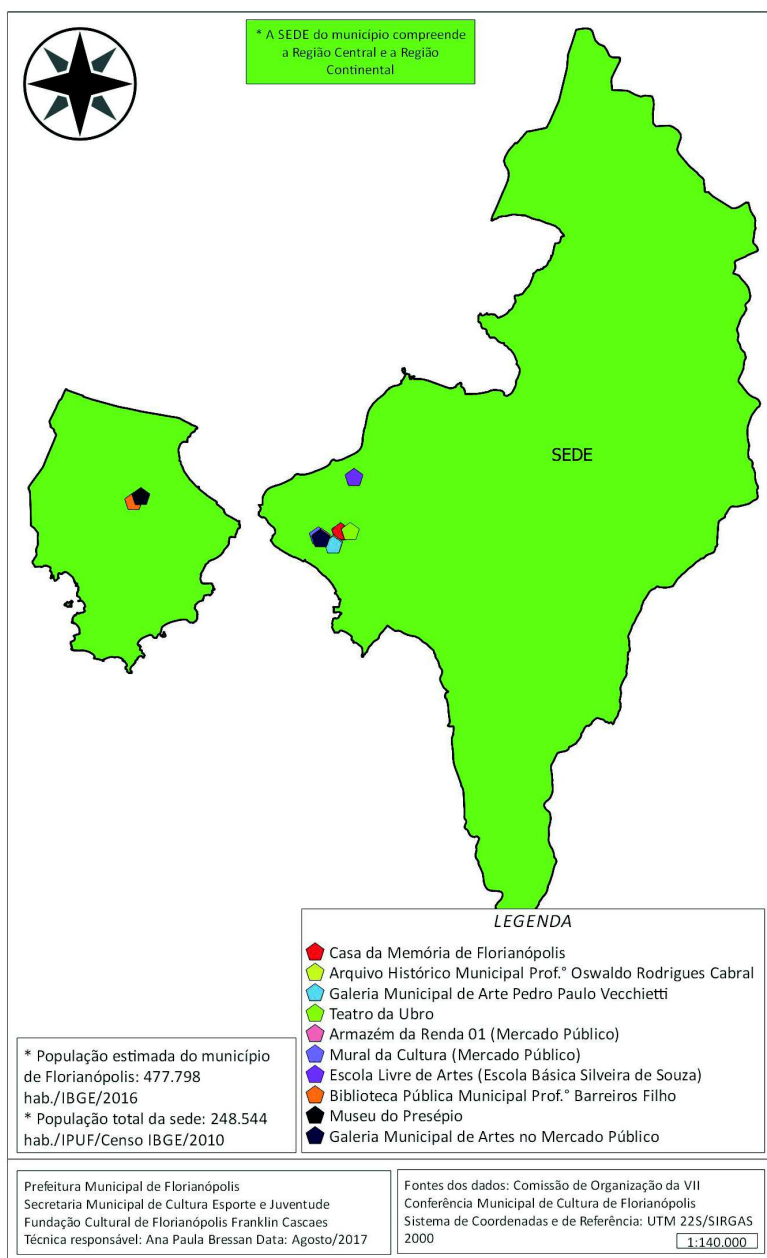 * A SEDE do município compreende
a Região Central e a Região
Continental
SEDE
LEGENDA
Casa da Memória de Florianópolis
Arquivo Histórico Municipal Prof.° Oswaldo Rodrigues Cabral
Galeria Municipal de Arte Pedro Paulo Vecchietti
Teatro da Ubro
Armazém da Renda 01 (Mercado Público)
Mural da Cultura (Mercado Público)
Escola Livre de Artes (Escola Básica Silveira de Souza)
Biblioteca Pública Municipal Prof.° Barreiros Filho
Museu do Presépio
Galeria Municipal de Artes no Mercado Público
* População estimada do município
de Florianópolis: 477.798
hab./IBGE/2016
* População total da sede: 248.544
hab./IPUF/Censo IBGE/2010
Prefeitura Municipal de Florianópolis
Secretaria Municipal de Cultura Esporte e Juventude
Fundação Cultural de Florianópolis Franklin Cascaes
Técnica responsável: Ana Paula Bressan Data: Agosto/2017
Fontes dos dados: Comissão de Organização da VII
Conferência Municipal de Cultura de Florianópolis
Sistema de Coordenadas e de Referência: UTM 22S/SIRGAS
2000
1:140.000